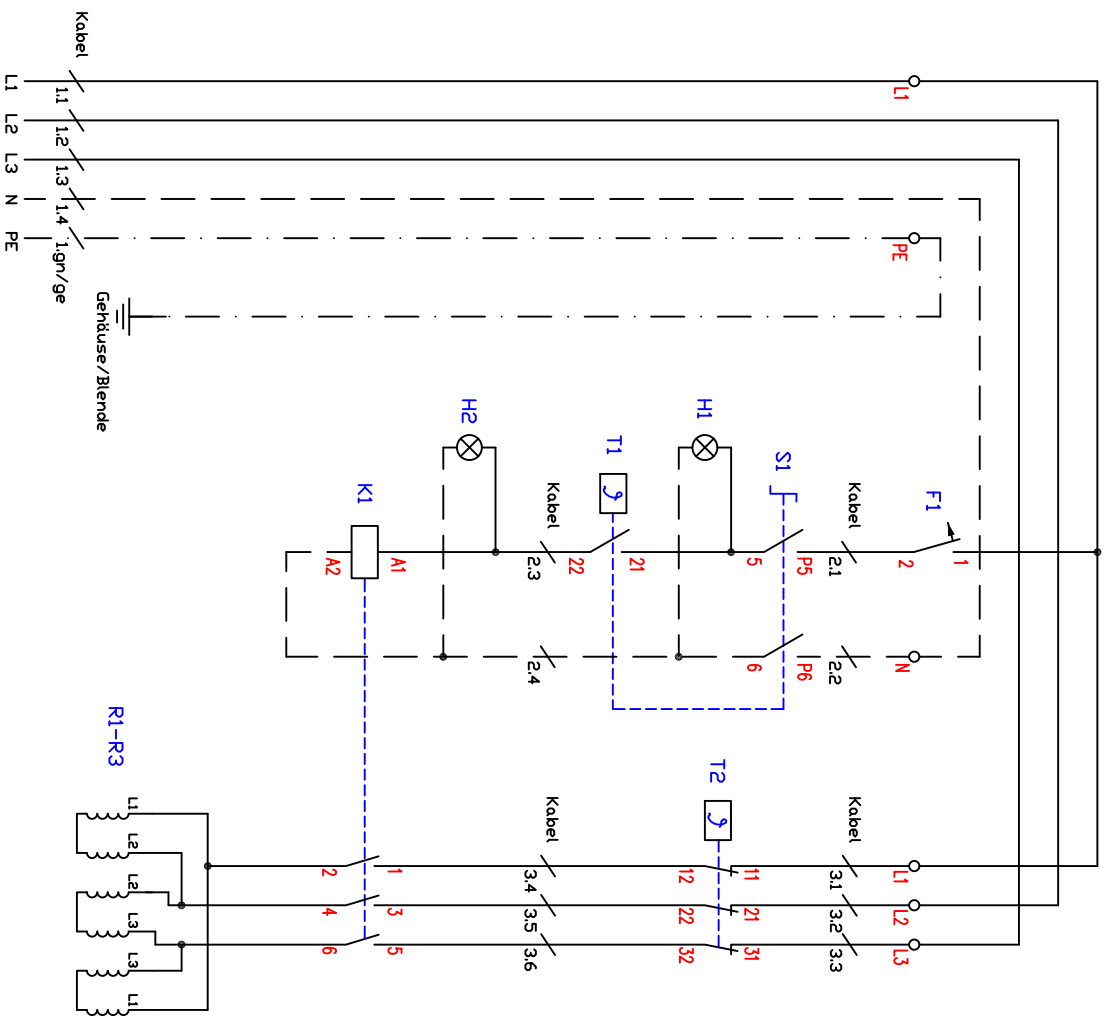 1
F1
L1 PE 2 N L1 L2 L3
Kabel Kabel
2.1 2.2 3.1 3.2 3.3
P5 P6
S1
5 6 11 21 31
T2
H1
12 22 32
21
T1
22
Kabel Kabel
2.3 2.4 3.4 3.5 3.6
H2
A1 1 3 5
K1
A2 2 4 6
L1 L2 L2 L3 L3 L1
R1-R3
Gehäuse/Blende
Kabel
1.1 1.2 1.3 1.4 1.gn/ge
L1 L2 L3 N PE